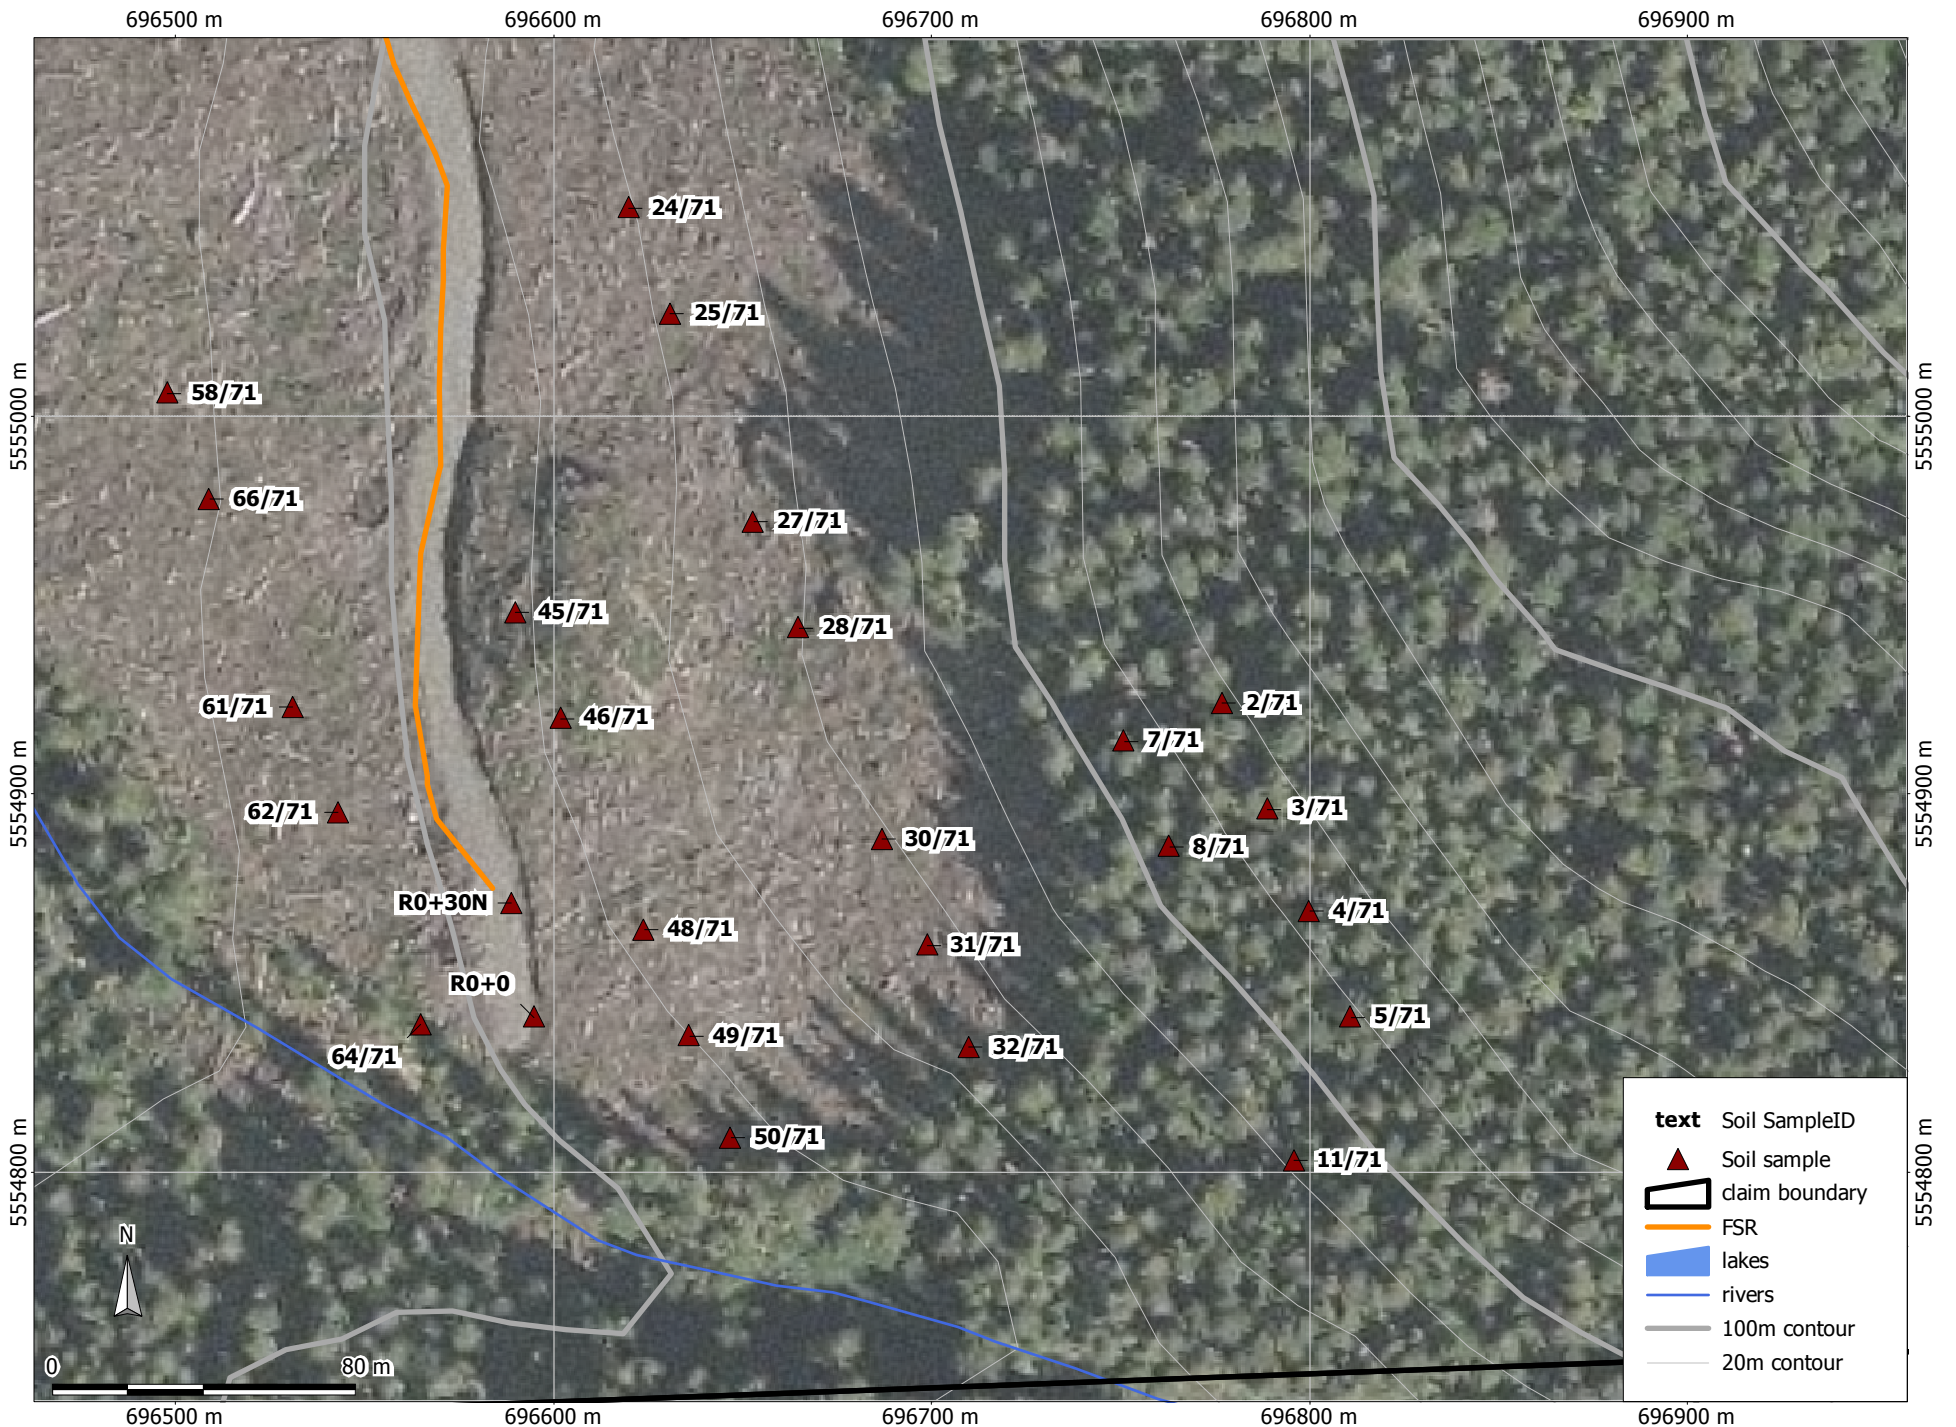 696500 m
696600 m
696700 m
696800 m
696900 m
24/71
25/71
58/71
5555000 m
5555000 m
66/71
27/71
45/71
28/71
61/71
46/71
2/71
7/71
5554900 m
5554900 m
62/71
3/71
30/71
8/71
R0+30N
4/71
48/71
31/71
R0+0
5/71
49/71
32/71
64/71
50/71
11/71
5554800 m
5554800 m
text Soil SampleID
Soil sample
claim boundary
FSR
lakes
rivers
100m contour
20m contour
N
0 80 m
696500 m
696600 m
696700 m
696800 m
696900 m